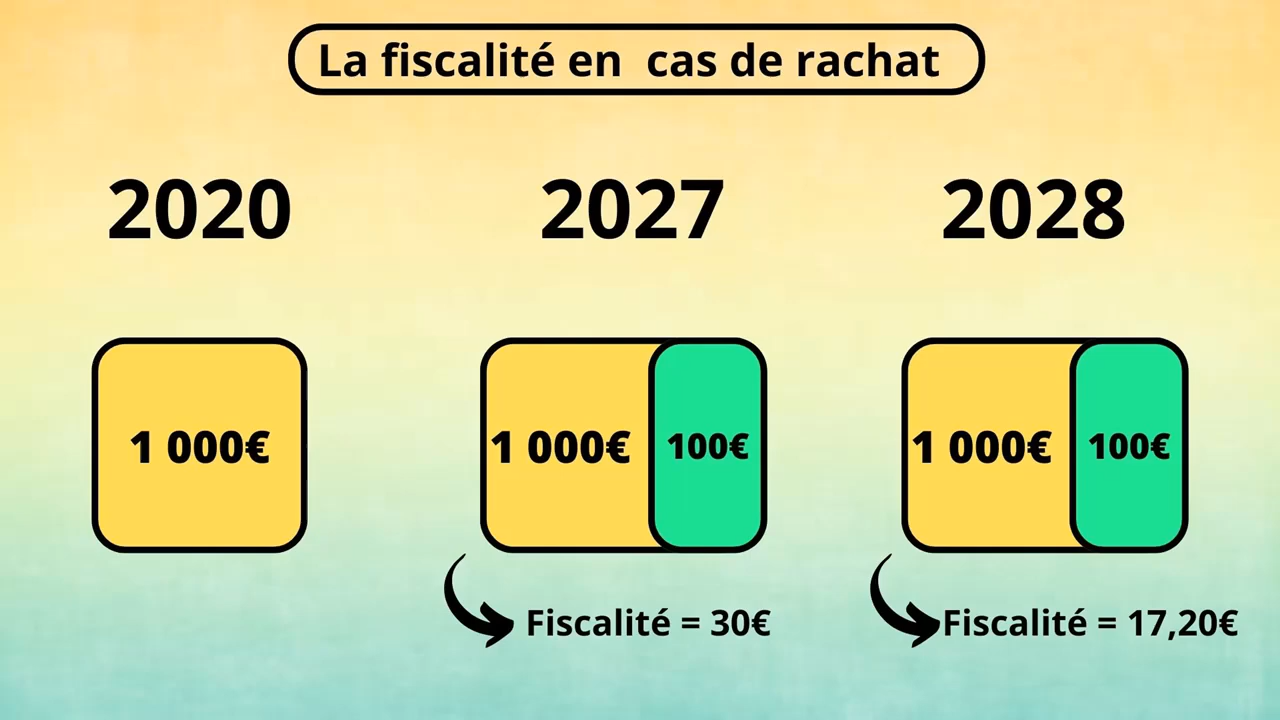 La fiscalité en cas de rachat
2020 2027 2028
1 000€ 1 000€ 100€ 1 000€ 100€
Fiscalité = 30€ Fiscalité = 17,20€